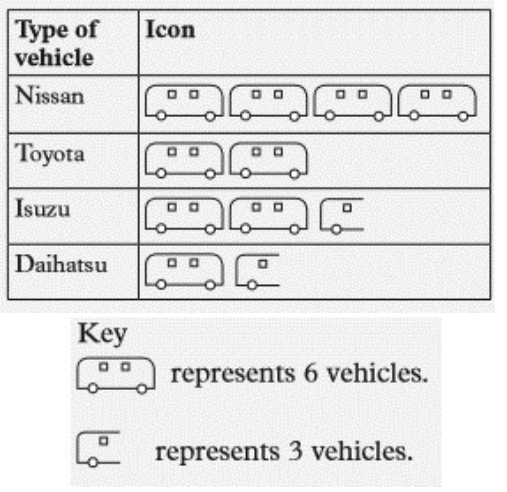 Type of
vehicle
Icon
Nissan
Toyota
Isuzu
Daihatsu
Key
represents 6 vehicles.
represents 3 vehicles.